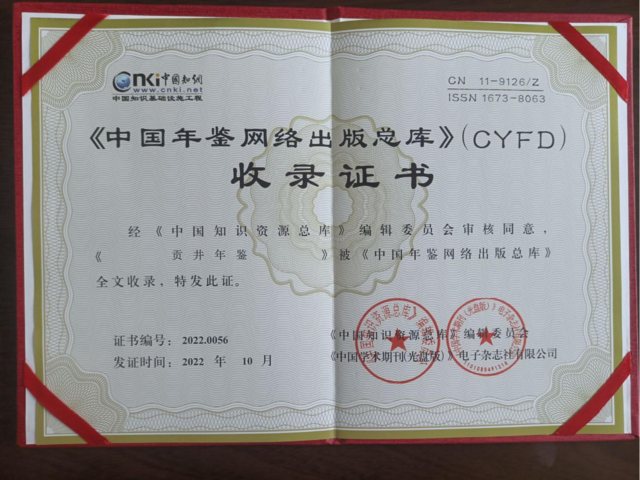 cnki 中国知网
www.cnki.net
中国知识基础设施工程
CN 11-9126/Z
ISSN 1673-8063
《中国年鉴网络出版总库》(CYFD)
收录证书
经《中国知识资源总库》编辑委员会审核同意，
《 贡井年鉴 》被《中国年鉴网络出版总库》
全文收录，特发此证。
证书编号：2022.0056
《中国知识资源总库》编辑委员会
发证时间：2022 年 10 月
《中国学术期刊(光盘版)》电子杂志社有限公司